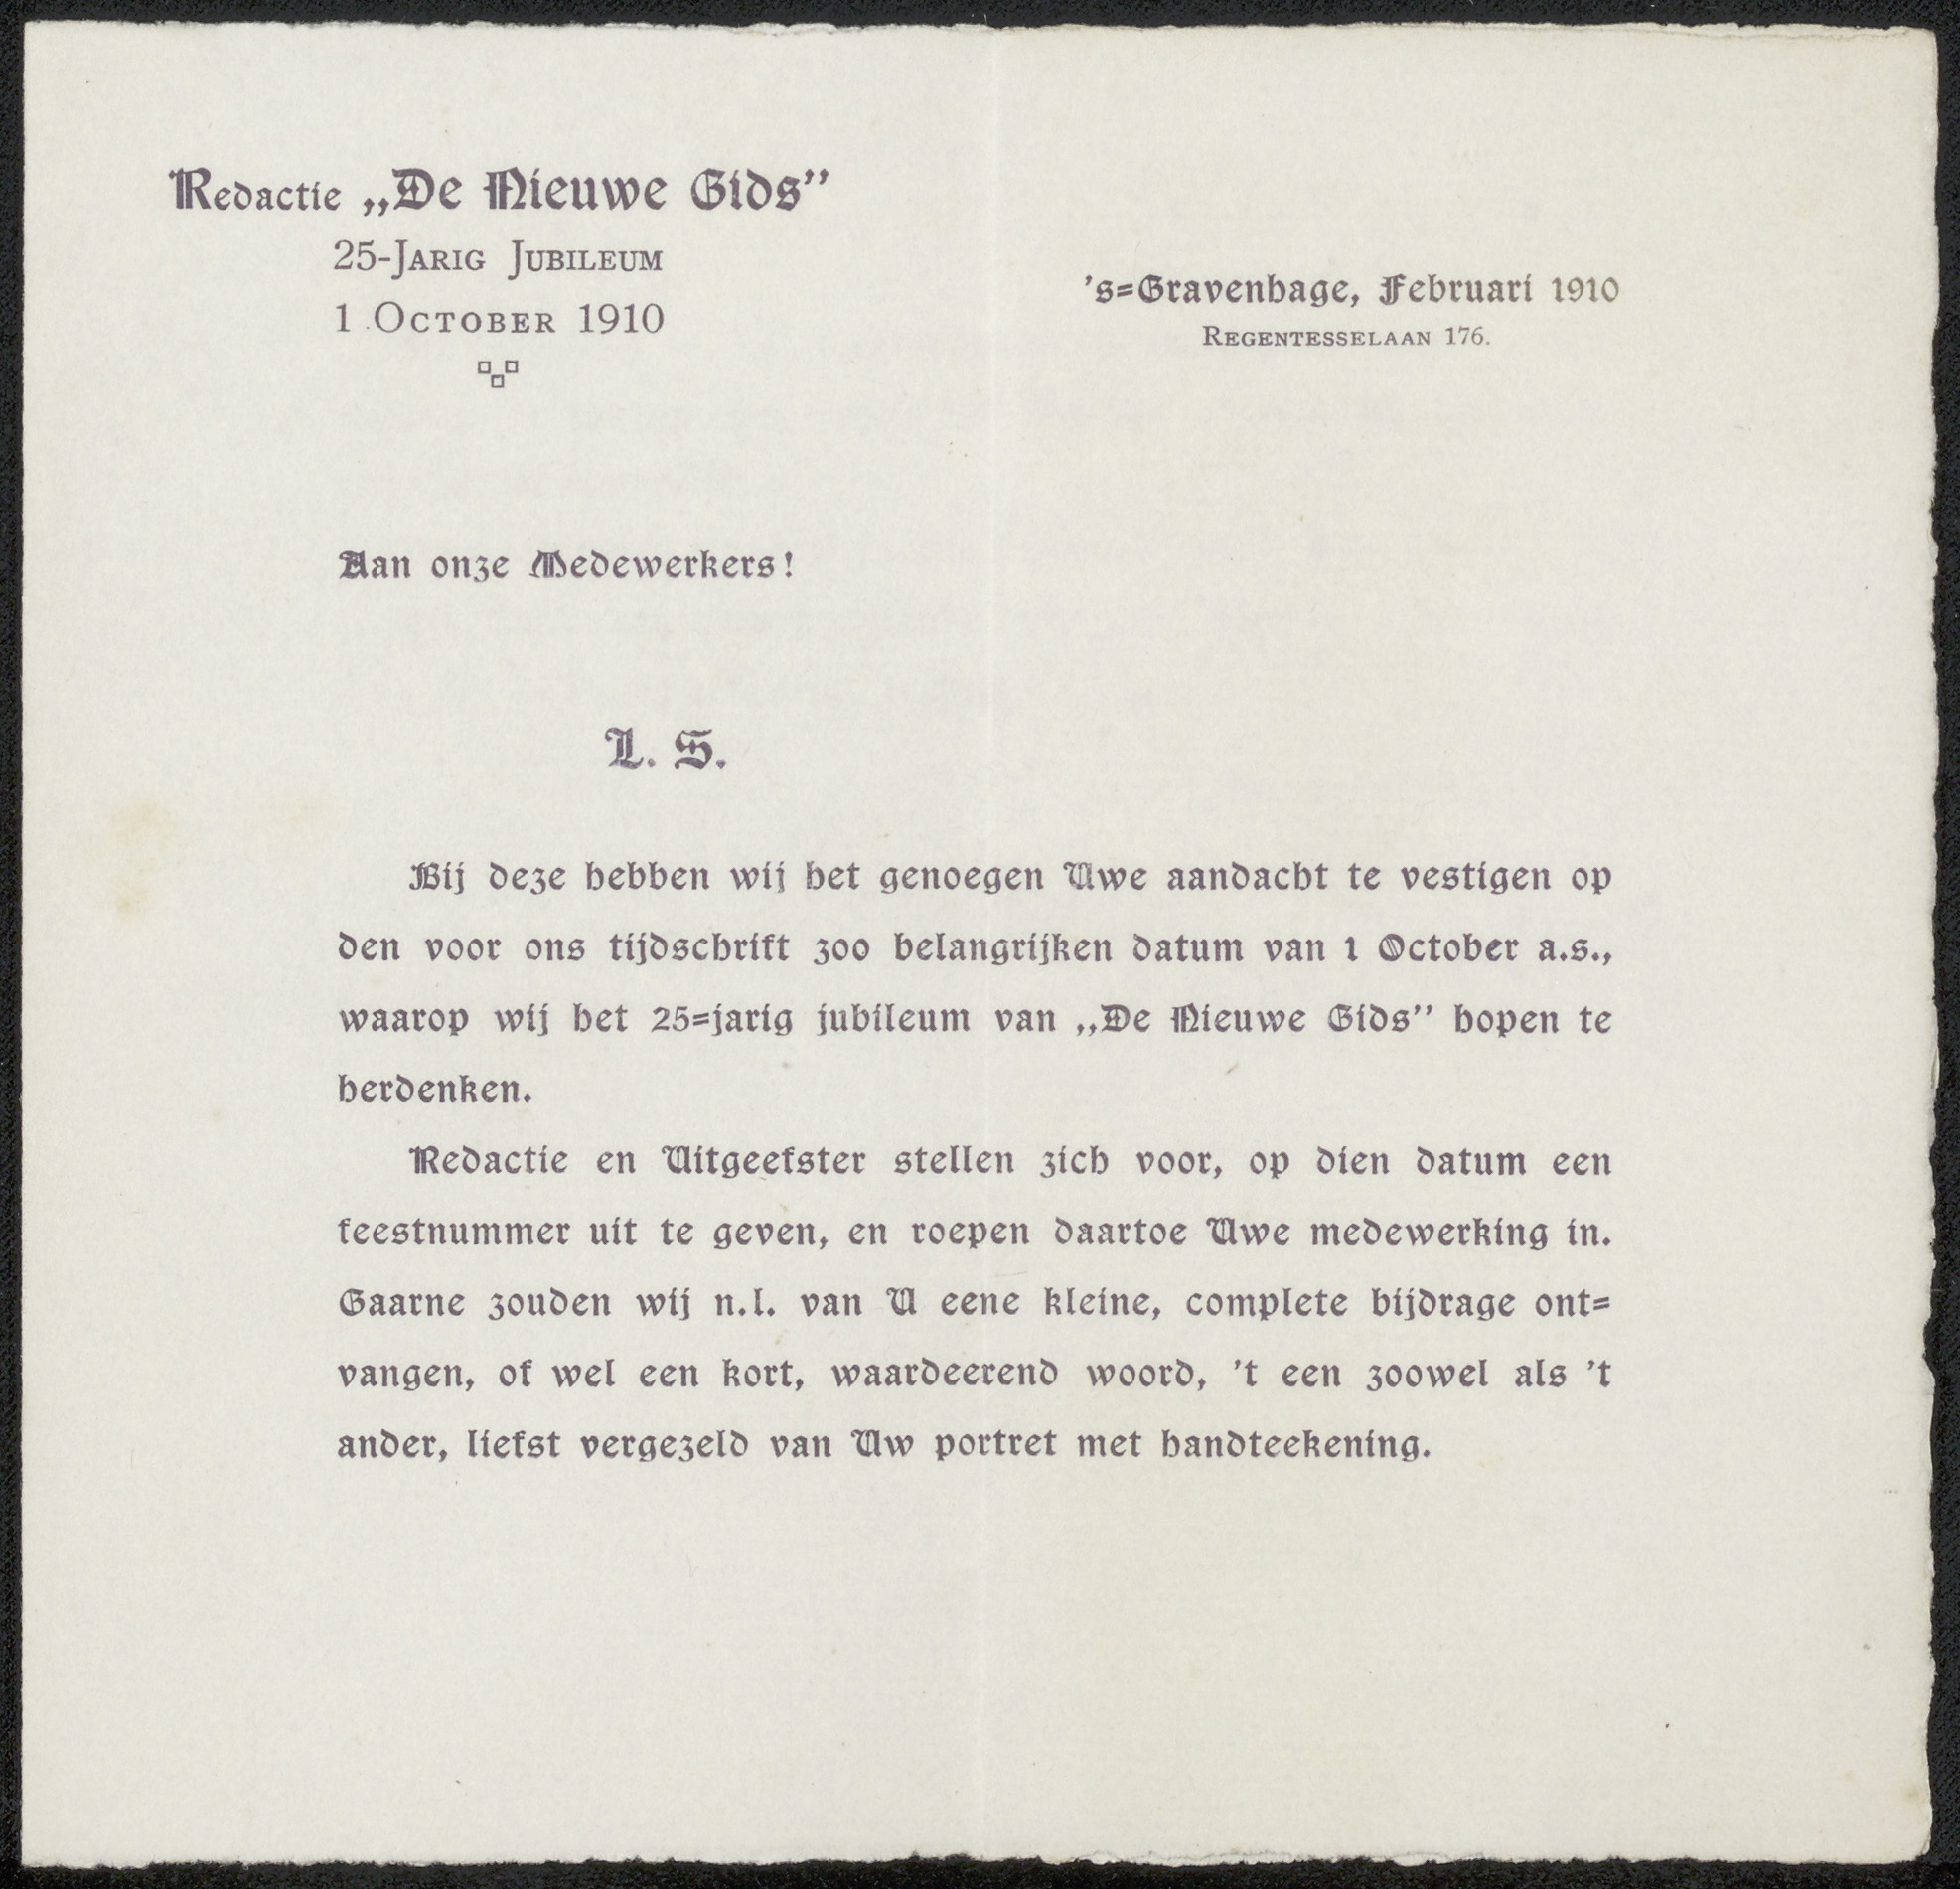 Redactie „De Nieuwe Gids”
25-Jarig Jubileum
1 October 1910
's=Gravenhage, Februari 1910
Regentesselaan 176.
Aan onze Medewerkers!
L. S.
Bij deze hebben wij het genoegen Uwe aandacht te vestigen op
den voor ons tijdschrift zoo belangrijken datum van 1 October a.s.,
waarop wij het 25=jarig jubileum van „De Nieuwe Gids” hopen te
herdenken.
Redactie en Uitgeefster stellen zich voor, op dien datum een
feestnummer uit te geven, en roepen daartoe Uwe medewerking in.
Gaarne zouden wij n.l. van U eene kleine, complete bijdrage ont=
vangen, of wel een kort, waardeerend woord, 't een zoowel als 't
ander, liefst vergezeld van Uw portret met handteekening.